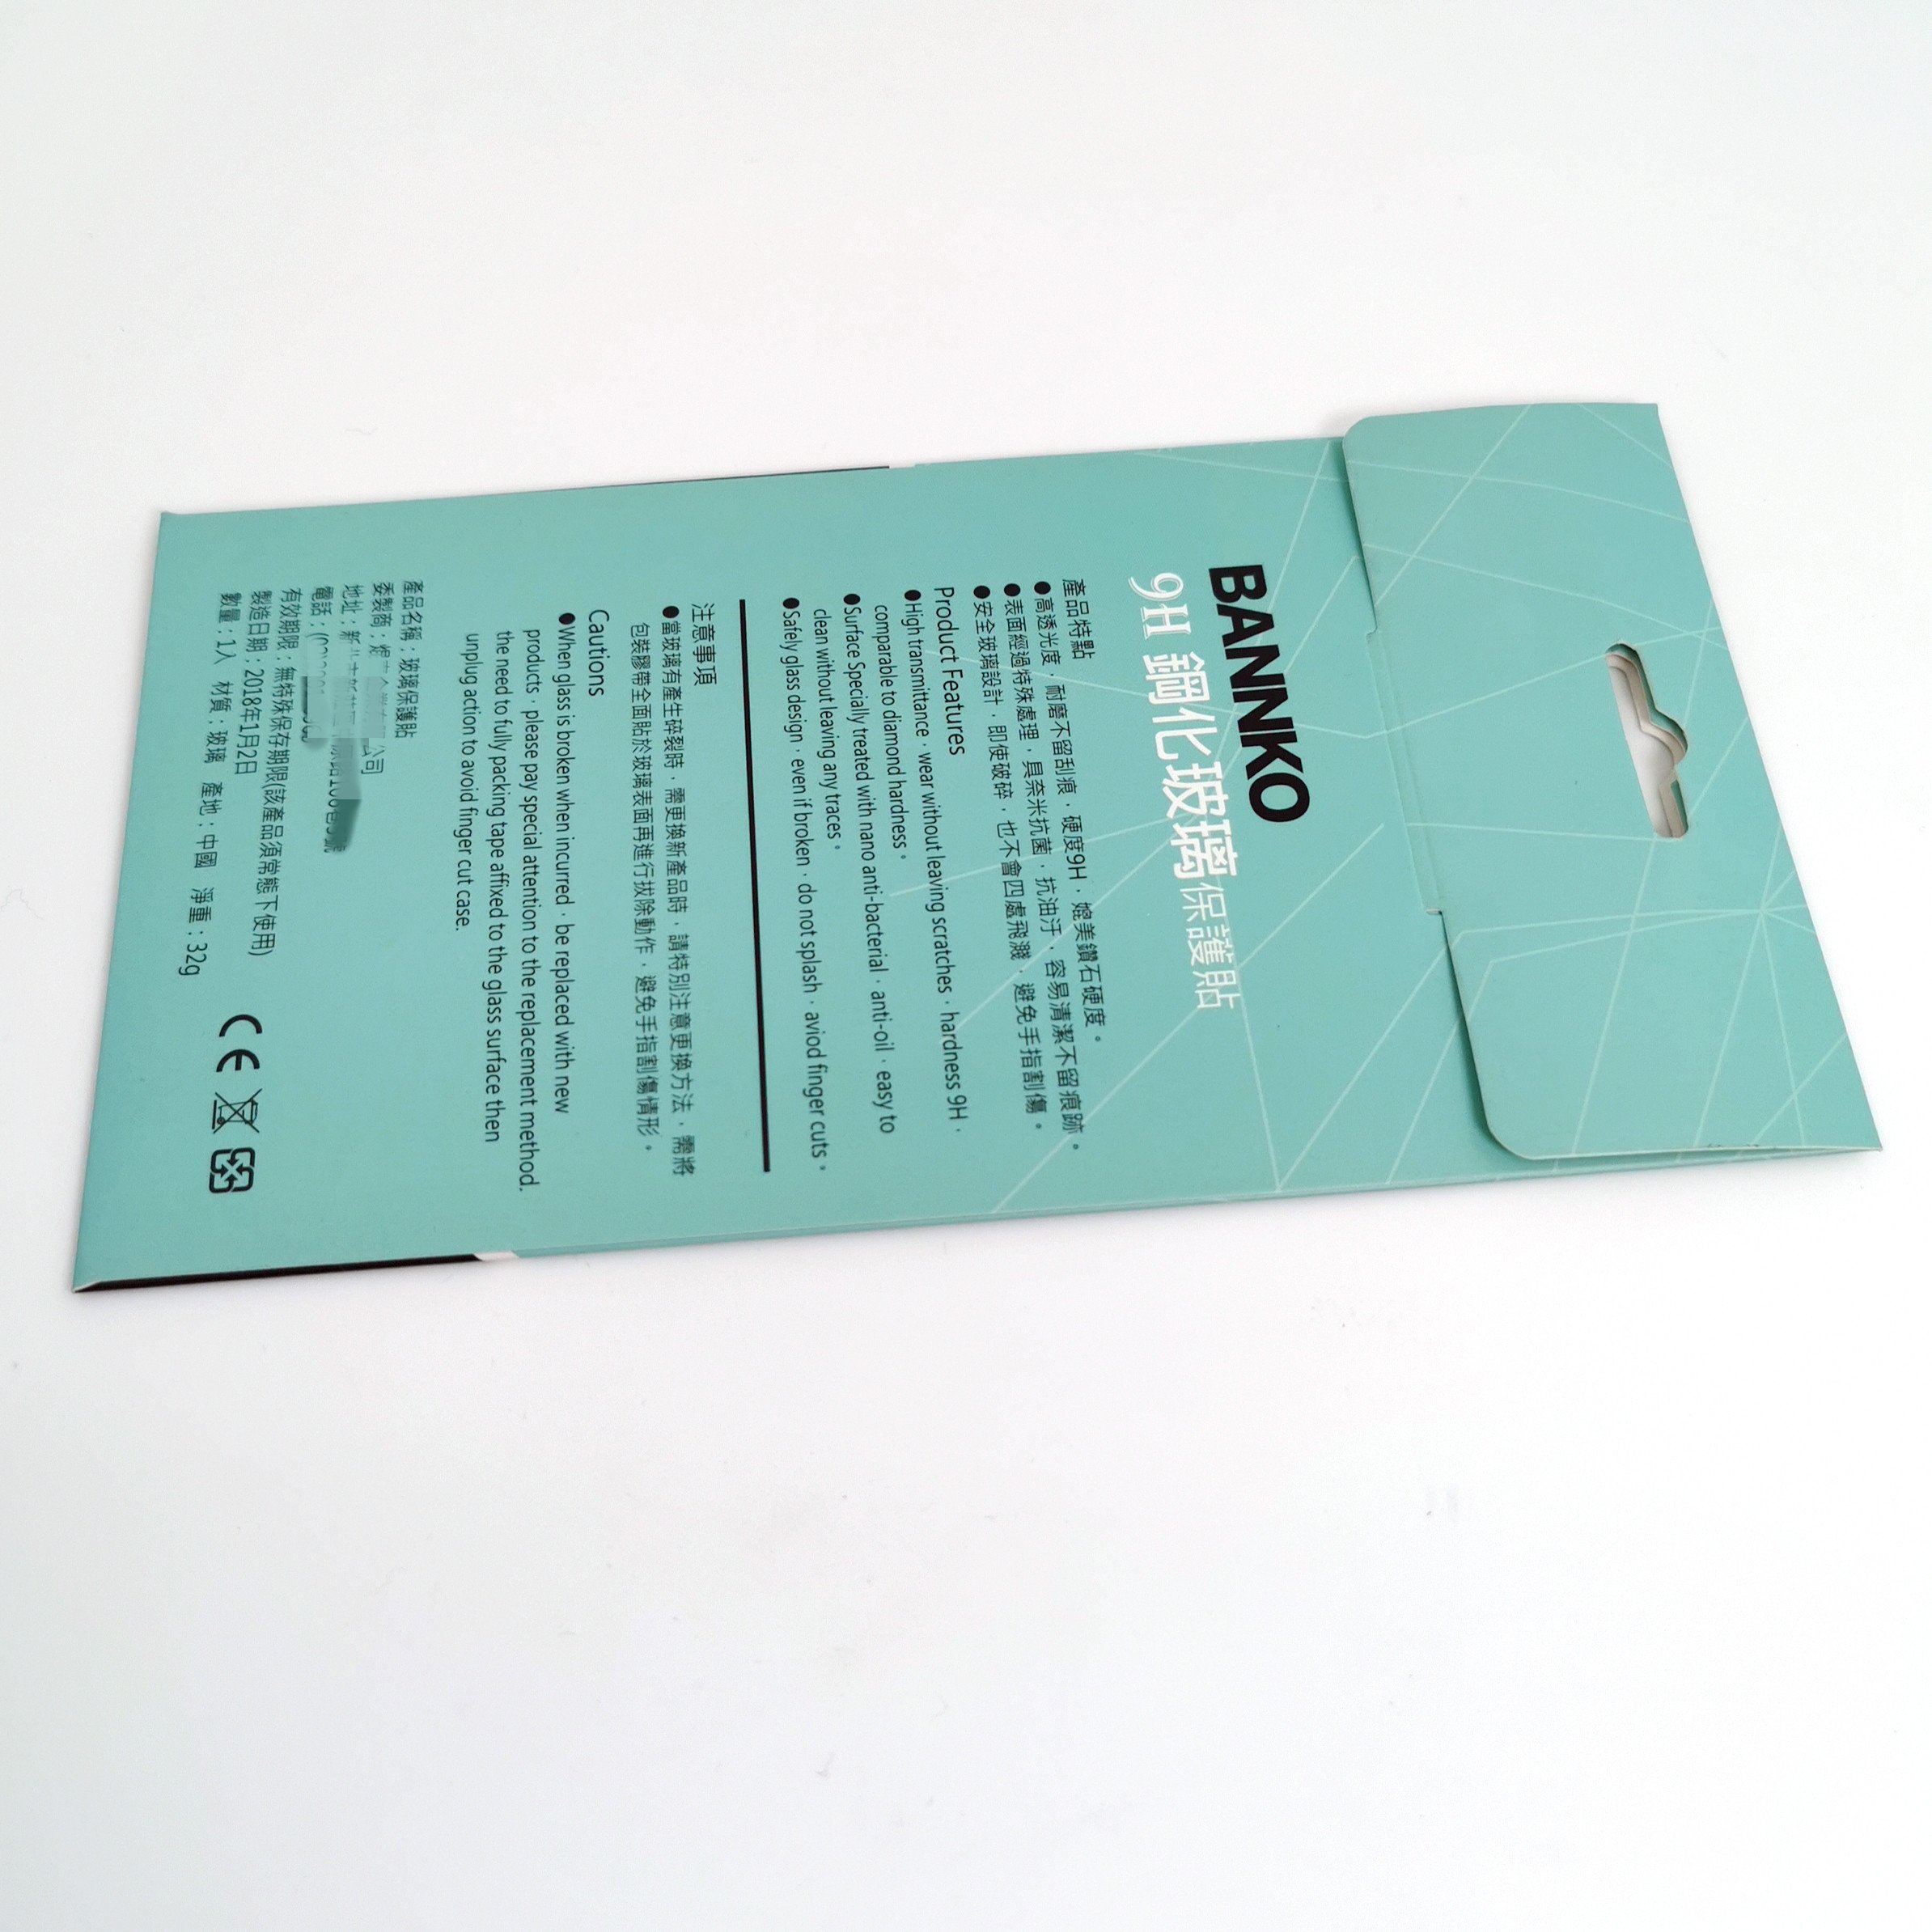 BANNKO
9H 鋼化玻璃保護貼
產品特點
●高透光度，耐磨不留刮痕，硬度9H，媲美鑽石硬度。
●表面經過特殊處理，具奈米抗菌，抗油汙，容易清潔不留痕跡。
●安全玻璃設計，即使破碎，也不會四處飛濺，避免手指割傷。
Product Features
●High transmittance，wear without leaving scratches，hardness 9H，
comparable to diamond hardness。
●Surface Specially treated with nano anti-bacterial，anti-oil，easy to
clean without leaving any traces。
●Safely glass design，even if broken，do not splash，aviod finger cuts。
注意事項
●當玻璃有產生碎裂時，需更換新產品時，請特別注意更換方法，需將
包裝膠帶全面貼於玻璃表面再進行拔除動作，避免手指割傷情形。
Cautions
●When glass is broken when incurred，be replaced with new
products，please pay special attention to the replacement method.
the need to fully packing tape affixed to the glass surface then
unplug action to avoid finger cut case.
產品名稱：玻璃保護貼
委製商：公司
地址：新
電話：
有效期限：無特殊保存期限(該產品須常態下使用)
製造日期：2018年1月2日
數量：1入 材質：玻璃 產地：中國 淨重：32g
CE